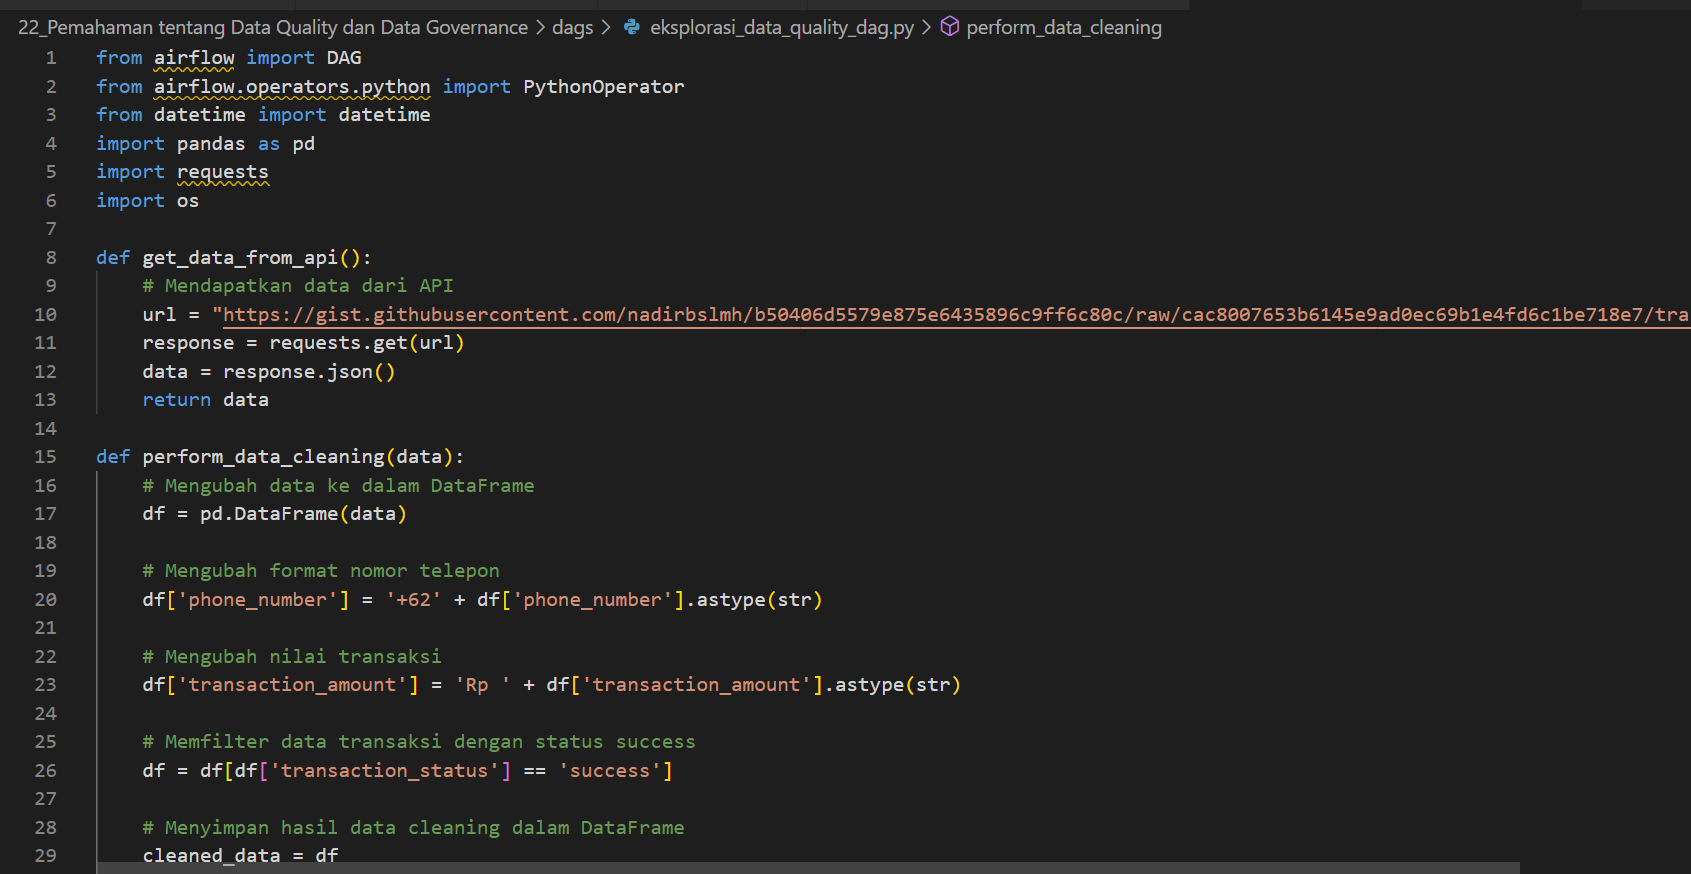 22_Pemahaman tentang Data Quality dan Data Governance > dags > eksplorasi_data_quality_dag.py > perform_data_cleaning
1 from airflow import DAG
2 from airflow.operators.python import PythonOperator
3 from datetime import datetime
4 import pandas as pd
5 import requests
6 import os
7
8 def get_data_from_api():
9     # Mendapatkan data dari API
10     url = "https://gist.githubusercontent.com/nadirbslmh/b50406d5579e875e6435896c9ff6c80c/raw/cac8007653b6145e9ad0ec69b1e4fd6c1be718e7/tra
11     response = requests.get(url)
12     data = response.json()
13     return data
14
15 def perform_data_cleaning(data):
16     # Mengubah data ke dalam DataFrame
17     df = pd.DataFrame(data)
18
19     # Mengubah format nomor telepon
20     df['phone_number'] = '+62' + df['phone_number'].astype(str)
21
22     # Mengubah nilai transaksi
23     df['transaction_amount'] = 'Rp ' + df['transaction_amount'].astype(str)
24
25     # Memfilter data transaksi dengan status success
26     df = df[df['transaction_status'] == 'success']
27
28     # Menyimpan hasil data cleaning dalam DataFrame
29     cleaned_data = df